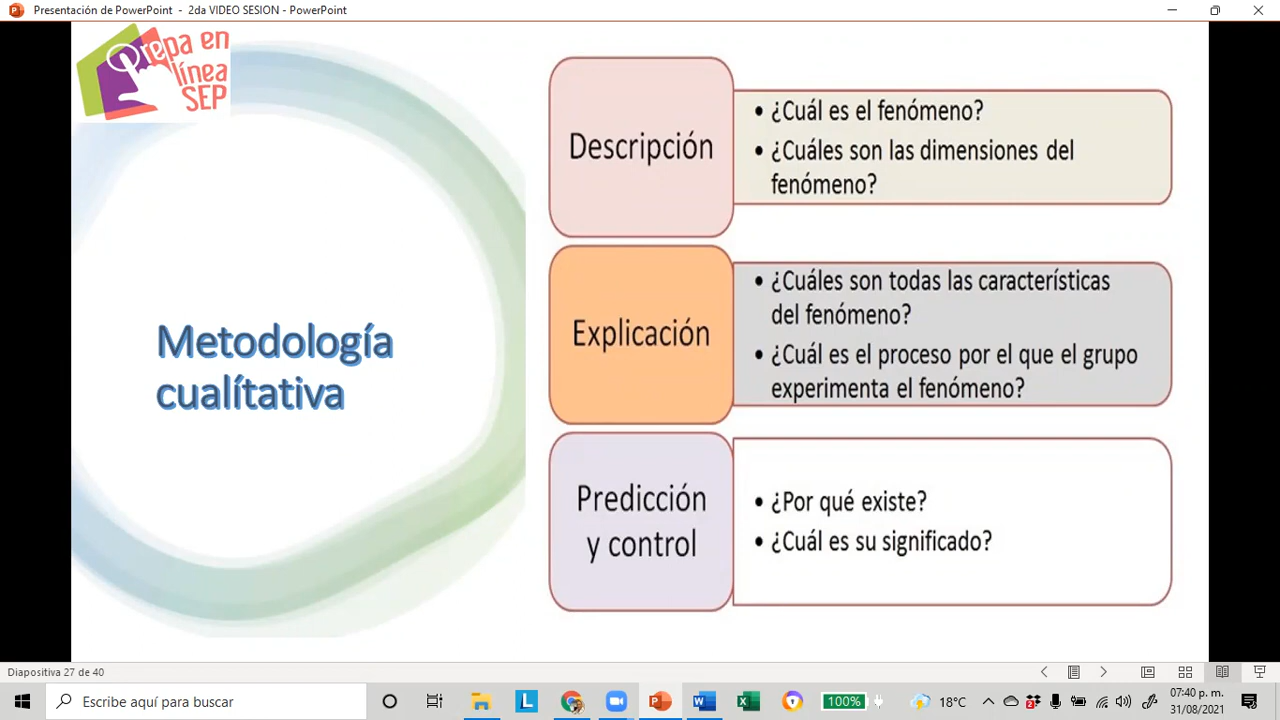 Presentación de PowerPoint - 2da VIDEO SESION - PowerPoint
Prepa en
línea
SEP
Metodología
cualítativa
Descripción
• ¿Cuál es el fenómeno?
• ¿Cuáles son las dimensiones del
fenómeno?
Explicación
• ¿Cuáles son todas las características
del fenómeno?
• ¿Cuál es el proceso por el que el grupo
experimenta el fenómeno?
Predicción
y control
• ¿Por qué existe?
• ¿Cuál es su significado?
Diapositiva 27 de 40
Escribe aquí para buscar
L
P
W
X
100%
18°C
07:40 p. m.
31/08/2021